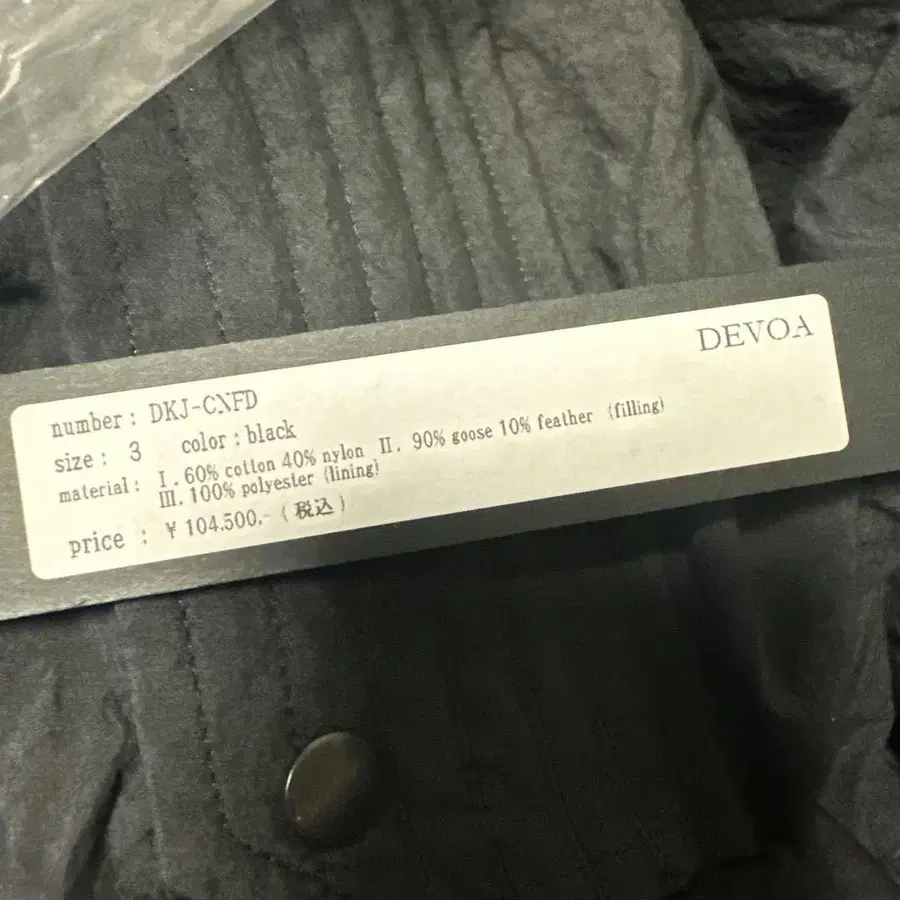 DEVOA
number : DKJ-CNFD
size : 3 color : black
material : I. 60% cotton 40% nylon II. 90% goose 10% feather (filling)
III. 100% polyester (lining)
price : ¥ 104.500.- (税込)